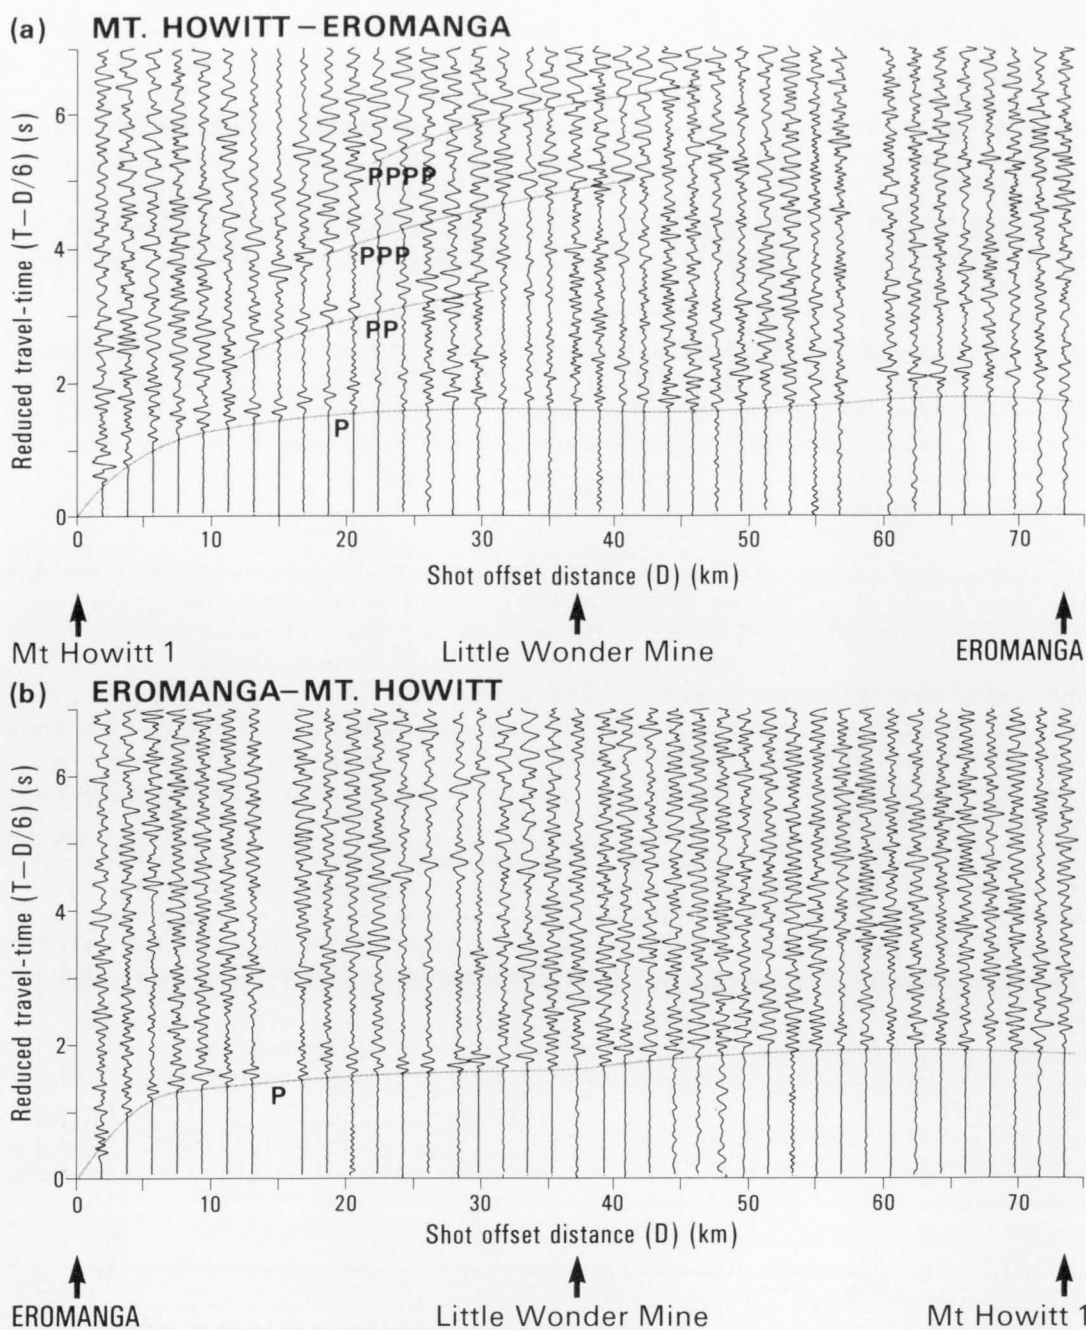 (a) MT. HOWITT–EROMANGA
Reduced travel-time (T–D/6) (s)
6
4
2
0
PPPP
PPP
PP
P
0 10 20 30 40 50 60 70
Shot offset distance (D) (km)
Mt Howitt 1 Little Wonder Mine EROMANGA
(b) EROMANGA–MT. HOWITT
Reduced travel-time (T–D/6) (s)
6
4
2
0
P
0 10 20 30 40 50 60 70
Shot offset distance (D) (km)
EROMANGA Little Wonder Mine Mt Howitt 1